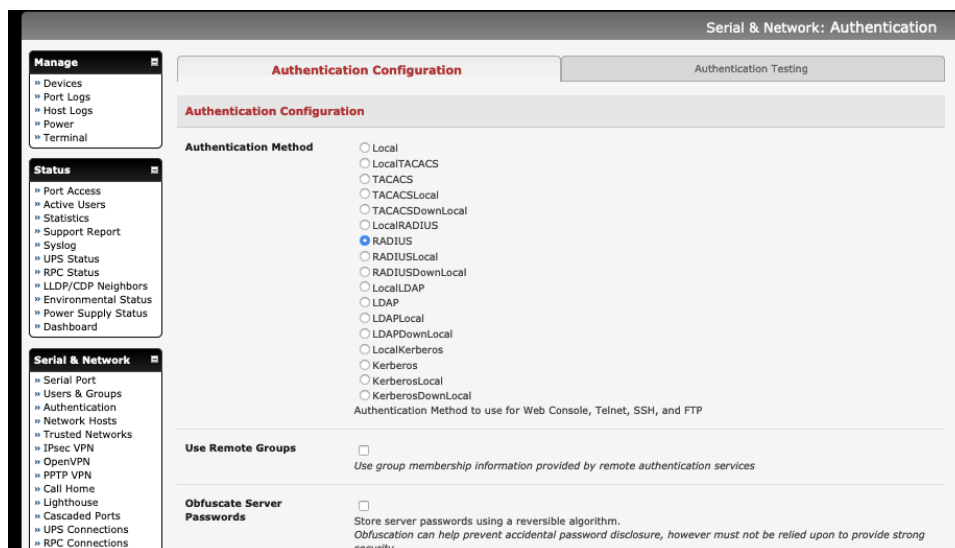 Serial & Network: Authentication
Manage
» Devices
» Port Logs
» Host Logs
» Power
» Terminal
Status
» Port Access
» Active Users
» Statistics
» Support Report
» Syslog
» UPS Status
» RPC Status
» LLDP/CDP Neighbors
» Environmental Status
» Power Supply Status
» Dashboard
Serial & Network
» Serial Port
» Users & Groups
» Authentication
» Network Hosts
» Trusted Networks
» IPsec VPN
» OpenVPN
» PPTP VPN
» Call Home
» Lighthouse
» Cascaded Ports
» UPS Connections
» RPC Connections
Authentication Configuration
Authentication Testing
Authentication Configuration
Authentication Method
Local
LocalTACACS
TACACS
TACACSLocal
TACACSDownLocal
LocalRADIUS
RADIUS
RADIUSLocal
RADIUSDownLocal
LocalLDAP
LDAP
LDAPLocal
LDAPDownLocal
LocalKerberos
Kerberos
KerberosLocal
KerberosDownLocal
Authentication Method to use for Web Console, Telnet, SSH, and FTP
Use Remote Groups
Use group membership information provided by remote authentication services
Obfuscate Server
Passwords
Store server passwords using a reversible algorithm.
Obfuscation can help prevent accidental password disclosure, however must not be relied upon to provide strong
security